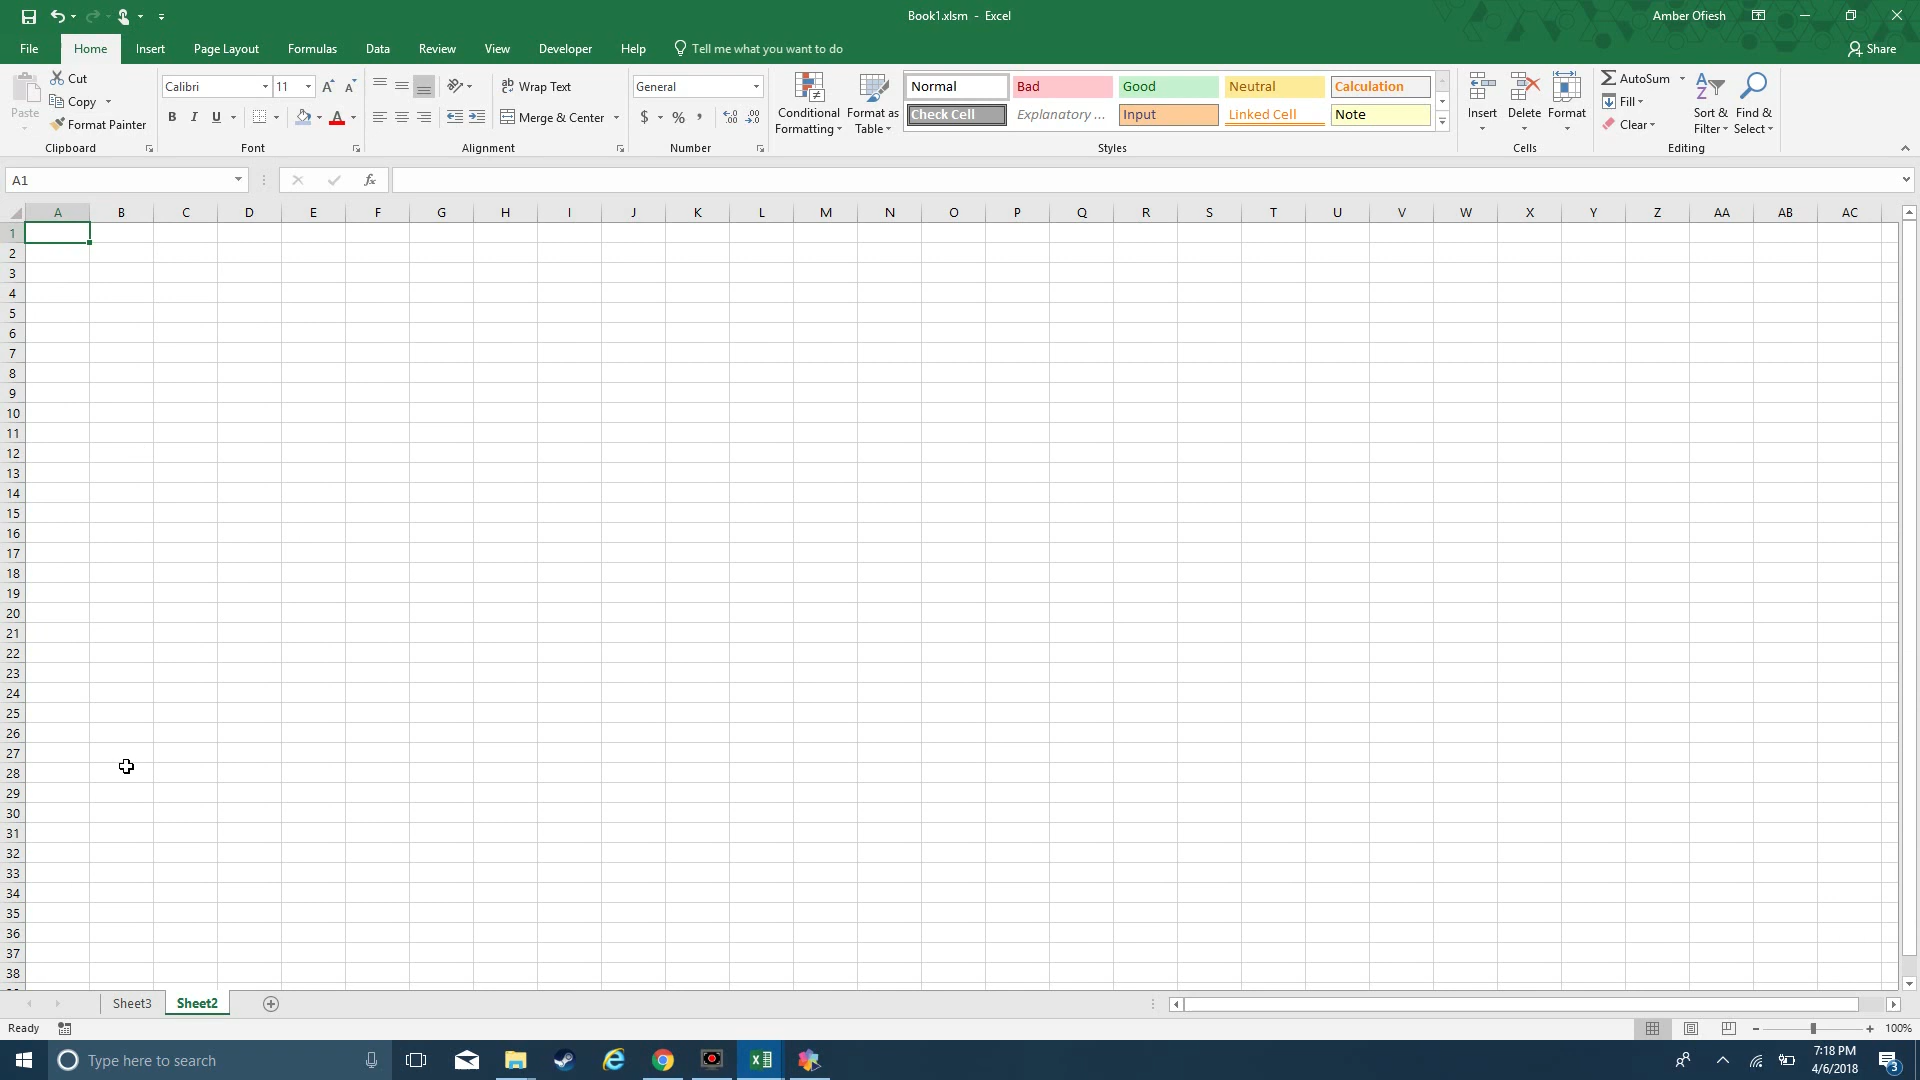 Book1.xlsm - Excel
Amber Ofiesh
File Home Insert Page Layout Formulas Data Review View Developer Help Tell me what you want to do Share
Paste
Cut
Copy
Format Painter
Clipboard
Calibri 11
A A
B I U A
Font
ab Wrap Text
Merge & Center
Alignment
General
$ % ,
Number
Conditional Formatting
Format as Table
Normal Bad Good Neutral Calculation
Check Cell Explanatory ... Input Linked Cell Note
Styles
Insert Delete Format
Cells
AutoSum
Fill
Clear
Sort & Filter
Find & Select
Editing
A1
fx
A B C D E F G H I J K L M N O P Q R S T U V W X Y Z AA AB AC
1
2
3
4
5
6
7
8
9
10
11
12
13
14
15
16
17
18
19
20
21
22
23
24
25
26
27
28
29
30
31
32
33
34
35
36
37
38
Sheet3 Sheet2
Ready
100%
Type here to search
7:18 PM
4/6/2018
3